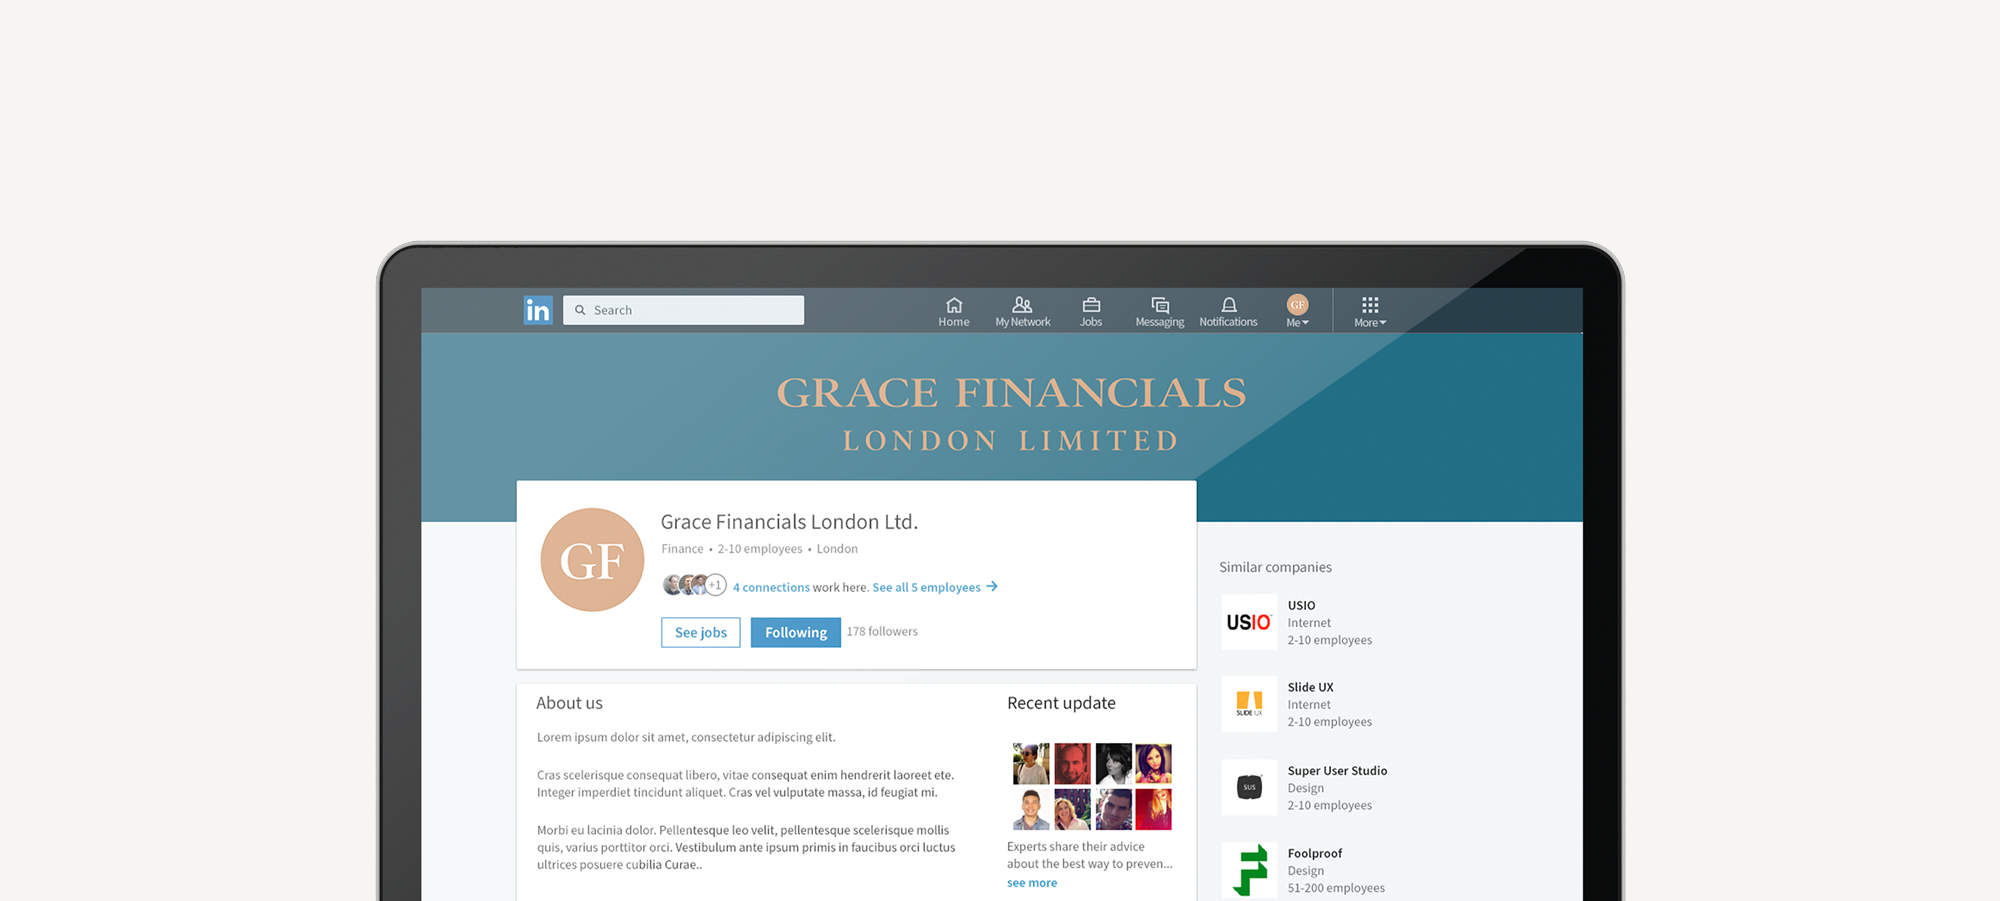 in
Search
Home
My Network
Jobs
Messaging
Notifications
GF
Me
More
GRACE FINANCIALS
LONDON LIMITED
GF
Grace Financials London Ltd.
Finance • 2-10 employees • London
+1
4 connections work here. See all 5 employees →
See jobs
Following
178 followers
About us
Lorem ipsum dolor sit amet, consectetur adipiscing elit.
Cras scelerisque consequat libero, vitae consequat enim hendrerit laoreet ete.
Integer imperdiet tincidunt aliquet. Cras vel vulputate massa, id feugiat mi.
Morbi eu lacinia dolor. Pellentesque leo velit, pellentesque scelerisque mollis
quis, varius porttitor orci. Vestibulum ante ipsum primis in faucibus orci luctus
ultrices posuere cubilia Curae..
Recent update
Experts share their advice
about the best way to preven...
see more
Similar companies
USIO
USIO
Internet
2-10 employees
SLIDE UX
Slide UX
Internet
2-10 employees
SUS
Super User Studio
Design
2-10 employees
Foolproof
Design
51-200 employees